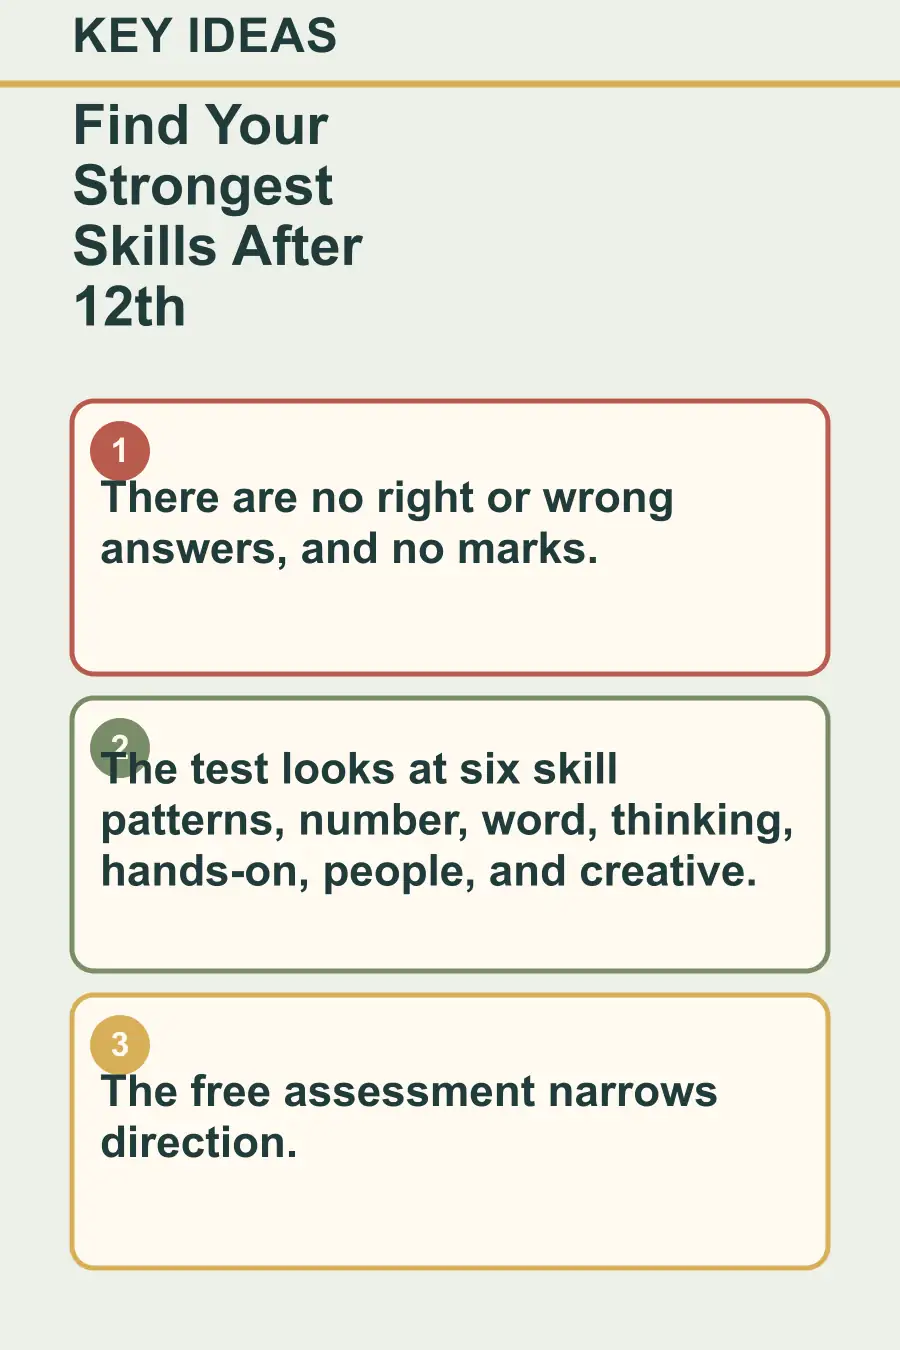 KEY IDEAS
Find Your
Strongest
Skills After
12th
1
There are no right or wrong
answers, and no marks.
2
The test looks at six skill
patterns, number, word, thinking,
hands-on, people, and creative.
3
The free assessment narrows
direction.